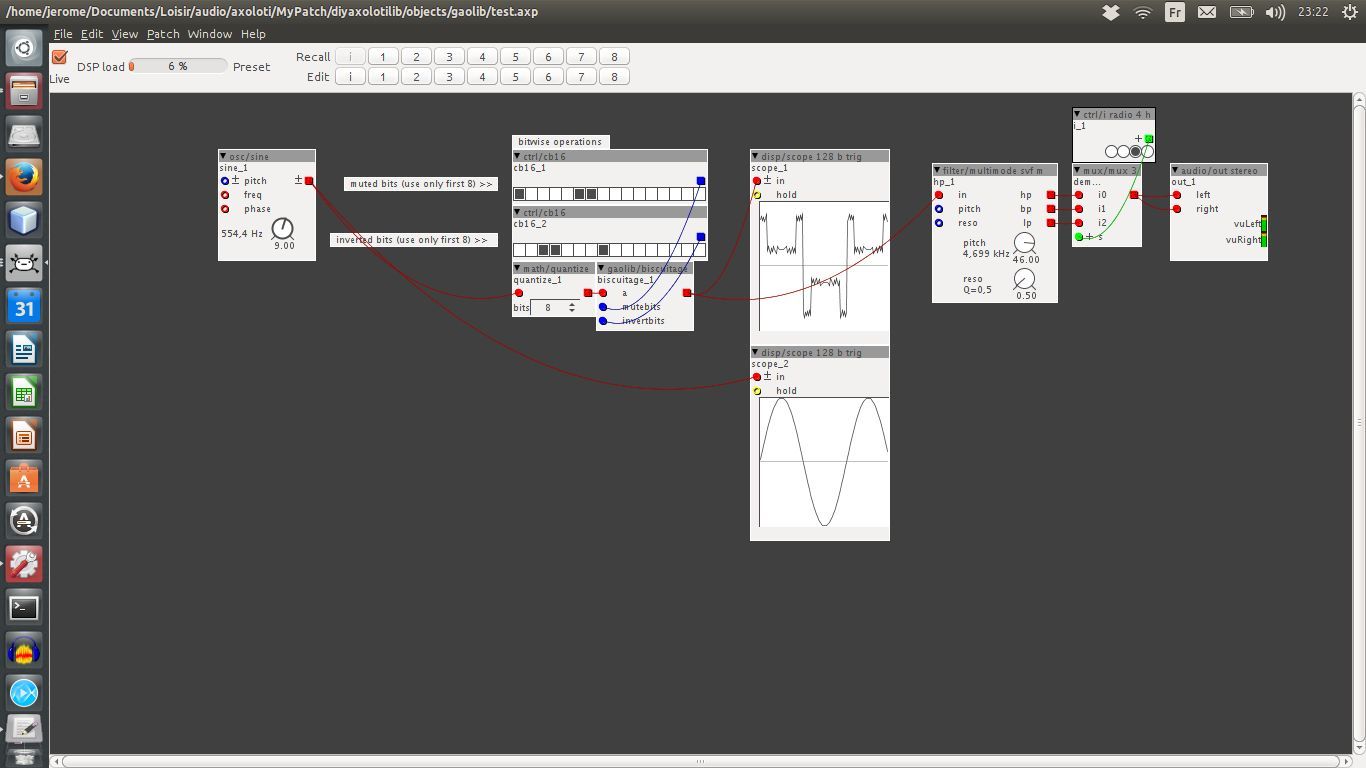 /home/jerome/Documents/Loisir/audio/axoloti/MyPatch/diyaxolotilib/objects/gaolib/test.axp
Fr
23:22
File Edit View Patch Window Help
Live
DSP load
6 %
Preset
Recall i 1 2 3 4 5 6 7 8
Edit i 1 2 3 4 5 6 7 8
31
osc/sine
sine_1
± pitch ±
freq
phase
554,4 Hz
9.00
muted bits (use only first 8) >>
inverted bits (use only first 8) >>
bitwise operations
ctrl/cb16
cb16_1
ctrl/cb16
cb16_2
math/quantize
quantize_1
bits 8
gaolib/biscuitage
biscuitage_1
a
mutebits
invertbits
disp/scope 128 b trig
scope_1
± in
hold
disp/scope 128 b trig
scope_2
± in
hold
filter/multimode svf m
hp_1
in hp
pitch bp
reso lp
pitch
4,699 kHz
46.00
reso
Q=0,5
0.50
ctrl/i radio 4 h
i_1
+
mux/mux 3
dem...
i0
i1
i2
+ s
audio/out stereo
out_1
left
right
vuLeft
vuRight